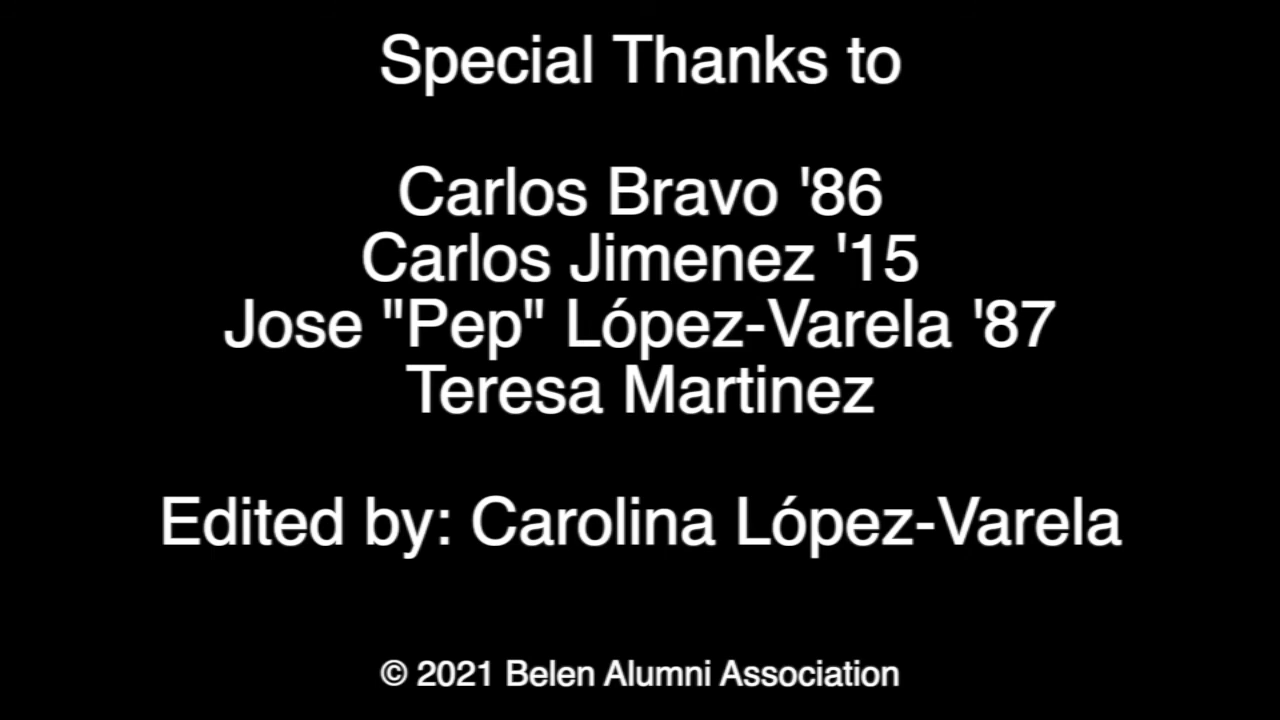 Special Thanks to
Carlos Bravo '86
Carlos Jimenez '15
Jose "Pep" López-Varela '87
Teresa Martinez
Edited by: Carolina López-Varela
© 2021 Belen Alumni Association